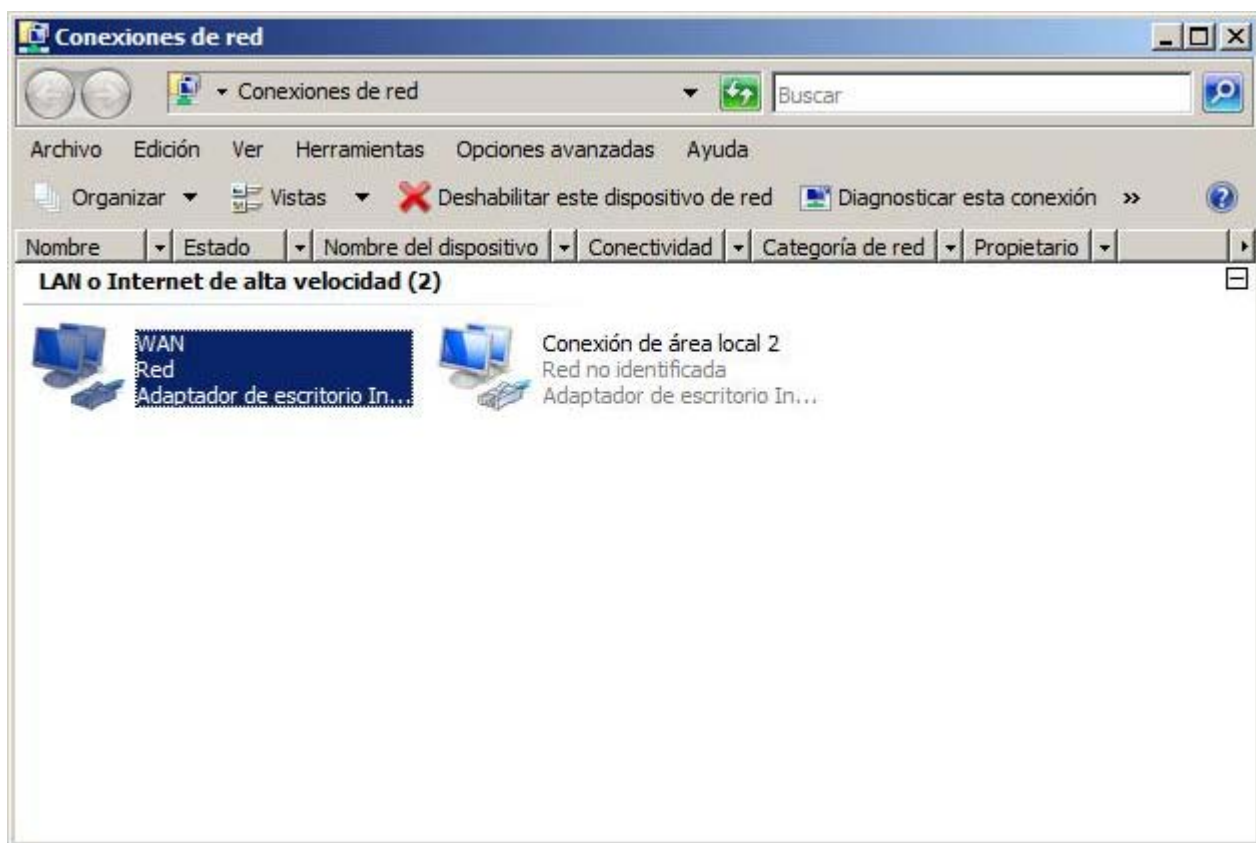 Conexiones de red
Conexiones de red
Buscar
Archivo Edición Ver Herramientas Opciones avanzadas Ayuda
Organizar Vistas Deshabilitar este dispositivo de red Diagnosticar esta conexión »
Nombre Estado Nombre del dispositivo Conectividad Categoría de red Propietario
LAN o Internet de alta velocidad (2)
WAN
Red
Adaptador de escritorio In...
Conexión de área local 2
Red no identificada
Adaptador de escritorio In...